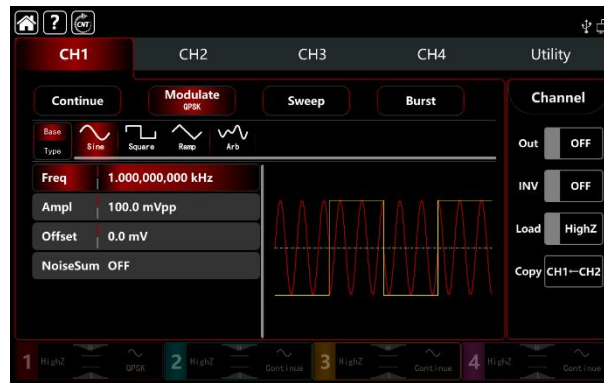 ? CNT
CH1 CH2 CH3 CH4 Utility
Continue Modulate Sweep Burst Channel
QPSK
Base
Type Sine Square Ramp Arb
Out OFF
Freq 1.000,000,000 kHz
INV OFF
Ampl 100.0 mVpp
Offset 0.0 mV
Load HighZ
NoiseSum OFF
Copy CH1←CH2
1 HighZ QPSK 2 HighZ Continue 3 HighZ Continue 4 HighZ Continue